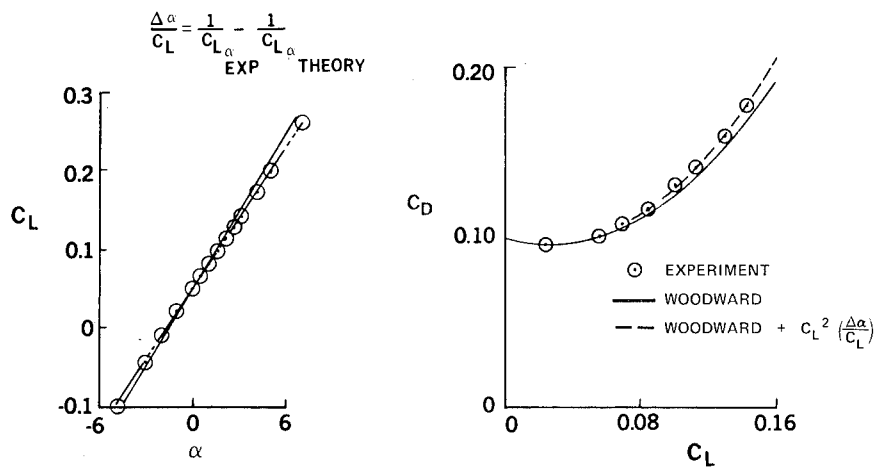 Δα/C_L = 1/C_Lα EXP - 1/C_Lα THEORY
0.3
0.2
C_L
0.1
0
-0.1
-6
0
6
α
0.20
C_D
0.10
0
0
0.08
0.16
C_L
EXPERIMENT
WOODWARD
WOODWARD + C_L² (Δα/C_L)